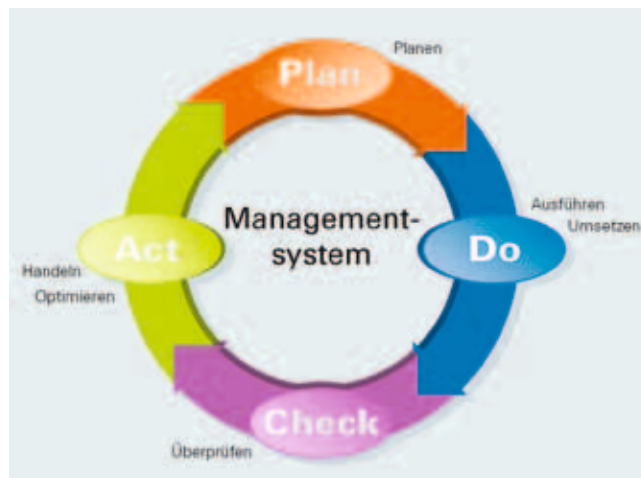 Plan
Planen
Ausführen
Umsetzen
Do
Management-
system
Act
Handeln
Optimieren
Check
Überprüfen